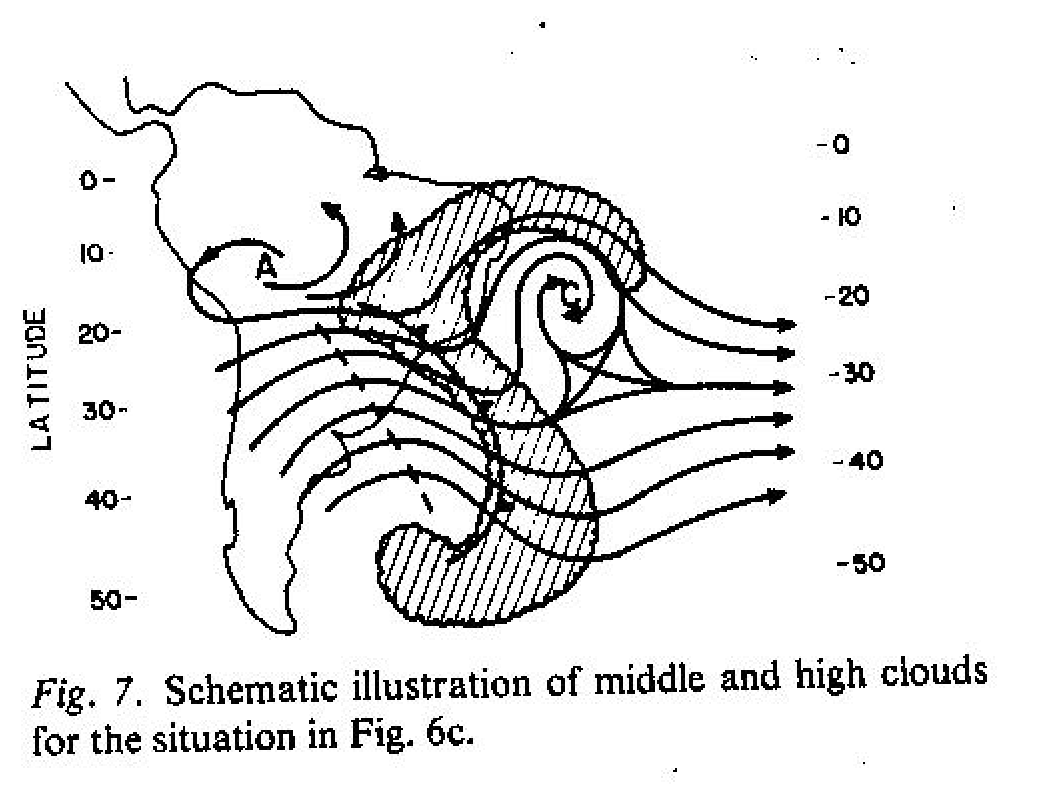 -0
0-
-10
10-
A
C
-20
20-
LATITUDE
-30
30-
-40
40-
-50
50-
Fig. 7. Schematic illustration of middle and high clouds
for the situation in Fig. 6c.